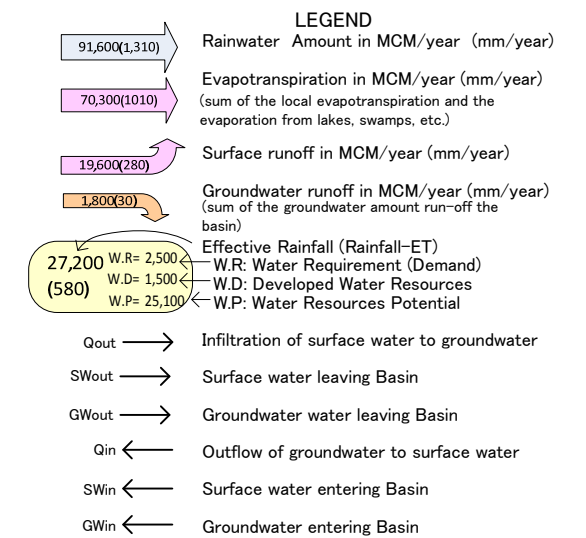 LEGEND
91,600(1,310)
Rainwater Amount in MCM/year (mm/year)
70,300(1010)
Evapotranspiration in MCM/year (mm/year)
(sum of the local evapotranspiration and the
evaporation from lakes, swamps, etc.)
19,600(280)
Surface runoff in MCM/year (mm/year)
1,800(30)
Groundwater runoff in MCM/year (mm/year)
(sum of the groundwater amount run-off the
basin)
Effective Rainfall (Rainfall-ET)
27,200
(580)
W.R= 2,500
W.R: Water Requirement (Demand)
W.D= 1,500
W.D: Developed Water Resources
W.P= 25,100
W.P: Water Resources Potential
Qout
Infiltration of surface water to groundwater
SWout
Surface water leaving Basin
GWout
Groundwater water leaving Basin
Qin
Outflow of groundwater to surface water
SWin
Surface water entering Basin
GWin
Groundwater entering Basin